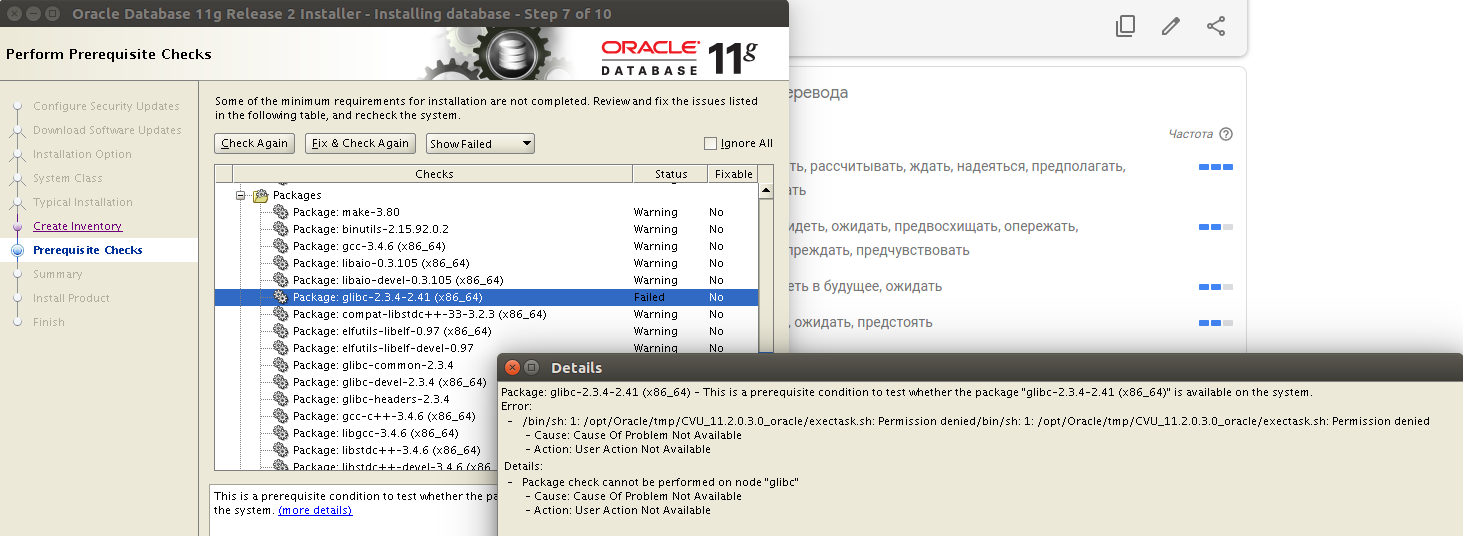 Oracle Database 11g Release 2 Installer - Installing database - Step 7 of 10
Perform Prerequisite Checks
ORACLE DATABASE 11g
Configure Security Updates
Download Software Updates
Installation Option
System Class
Typical Installation
Create Inventory
Prerequisite Checks
Summary
Install Product
Finish
Some of the minimum requirements for installation are not completed. Review and fix the issues listed
in the following table, and recheck the system.
Check Again Fix & Check Again Show Failed Ignore All
Checks Status Fixable
Packages
Package: make-3.80 Warning No
Package: binutils-2.15.92.0.2 Warning No
Package: gcc-3.4.6 (x86_64) Warning No
Package: libaio-0.3.105 (x86_64) Warning No
Package: libaio-devel-0.3.105 (x86_64) Warning No
Package: glibc-2.3.4-2.41 (x86_64) Failed No
Package: compat-libstdc++-33-3.2.3 (x86_64) Warning No
Package: elfutils-libelf-0.97 (x86_64) Warning No
Package: elfutils-libelf-devel-0.97 Warning No
Package: glibc-common-2.3.4
Package: glibc-devel-2.3.4 (x86_64)
Package: glibc-headers-2.3.4
Package: gcc-c++-3.4.6 (x86_64)
Package: libgcc-3.4.6 (x86_64)
Package: libstdc++-3.4.6 (x86_64)
Package: libstdc++-devel-3.4.6 (x86
This is a prerequisite condition to test whether the pa
the system. (more details)
еревода
Частота
ть, рассчитывать, ждать, надеяться, предполагать,
ать
идеть, ожидать, предвосхищать, опережать,
преждать, предчувствовать
еть в будущее, ожидать
, ожидать, предстоять
Details
Package: glibc-2.3.4-2.41 (x86_64) - This is a prerequisite condition to test whether the package "glibc-2.3.4-2.41 (x86_64)" is available on the system.
Error:
- /bin/sh: 1: /opt/Oracle/tmp/CVU_11.2.0.3.0_oracle/exectask.sh: Permission denied/bin/sh: 1: /opt/Oracle/tmp/CVU_11.2.0.3.0_oracle/exectask.sh: Permission denied
- Cause: Cause Of Problem Not Available
- Action: User Action Not Available
Details:
- Package check cannot be performed on node "glibc"
- Cause: Cause Of Problem Not Available
- Action: User Action Not Available